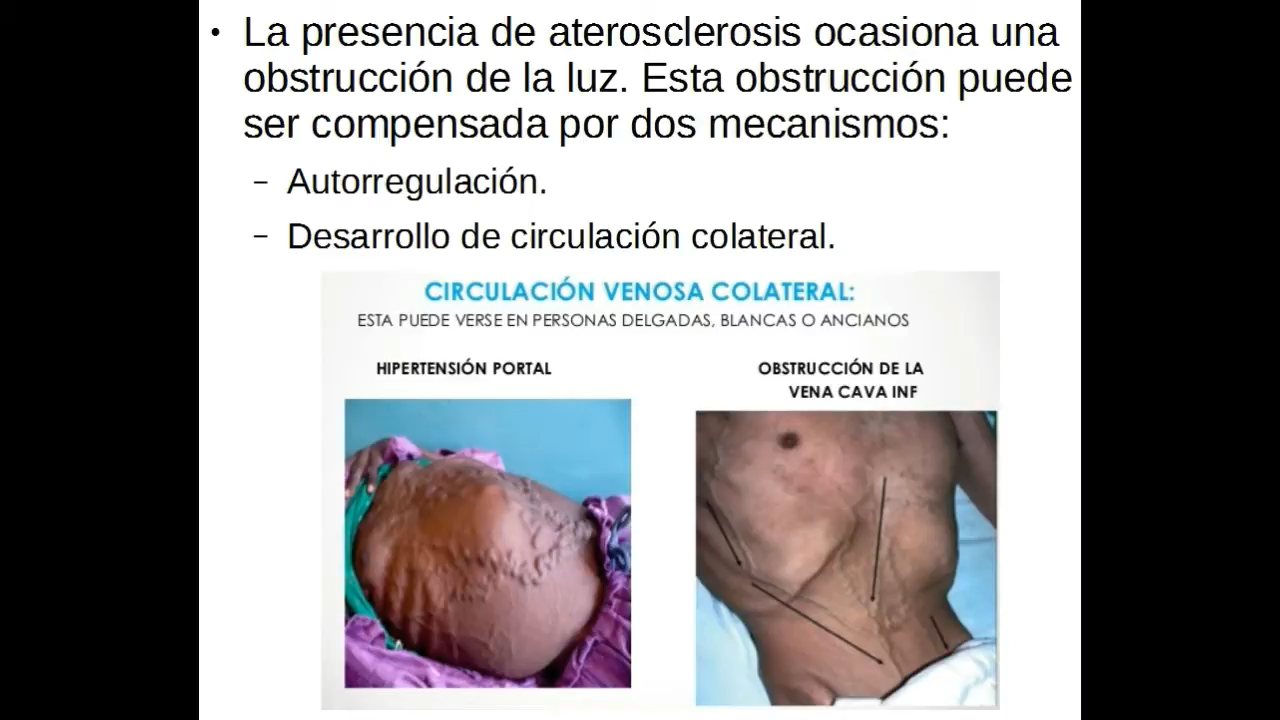 • La presencia de aterosclerosis ocasiona una
obstrucción de la luz. Esta obstrucción puede
ser compensada por dos mecanismos:
– Autorregulación.
– Desarrollo de circulación colateral.
CIRCULACIÓN VENOSA COLATERAL:
ESTA PUEDE VERSE EN PERSONAS DELGADAS, BLANCAS O ANCIANOS
HIPERTENSIÓN PORTAL
OBSTRUCCIÓN DE LA
VENA CAVA INF